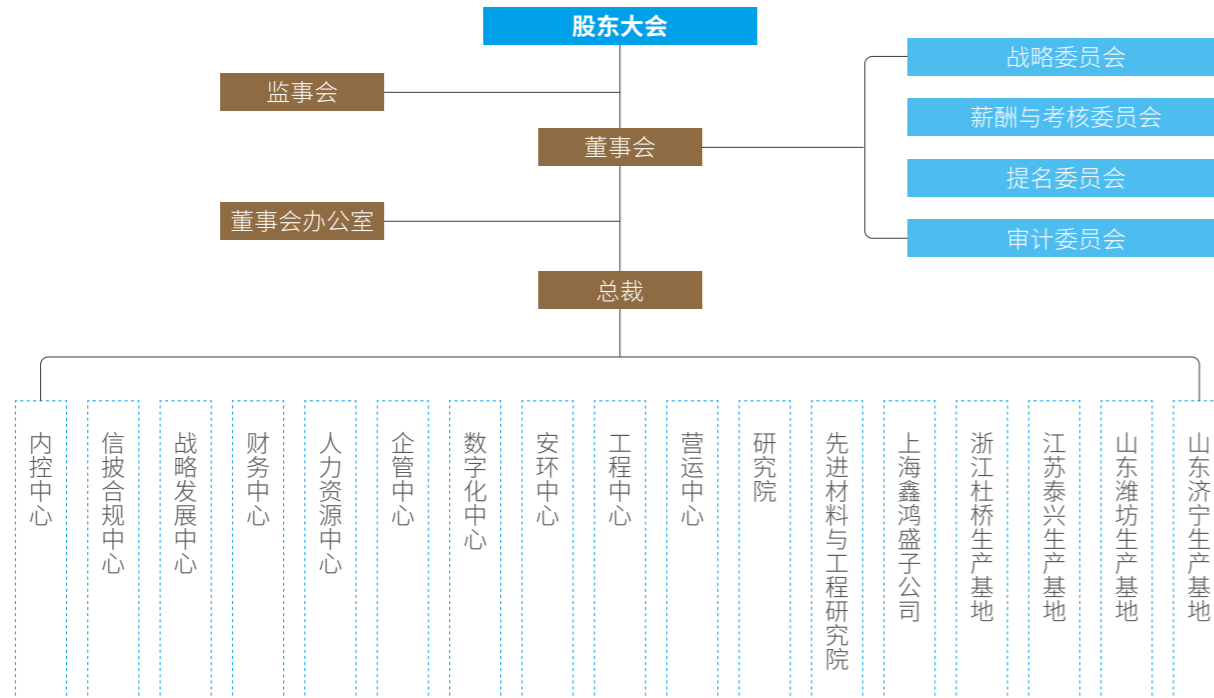 股东大会
战略委员会
监事会
薪酬与考核委员会
董事会
提名委员会
董事会办公室
审计委员会
总裁
内控中心
信披合规中心
战略发展中心
财务中心
人力资源中心
企管中心
数字化中心
安环中心
工程中心
营运中心
研究院
先进材料与工程研究院
上海鑫鸿盛子公司
浙江杜桥生产基地
江苏泰兴生产基地
山东潍坊生产基地
山东济宁生产基地